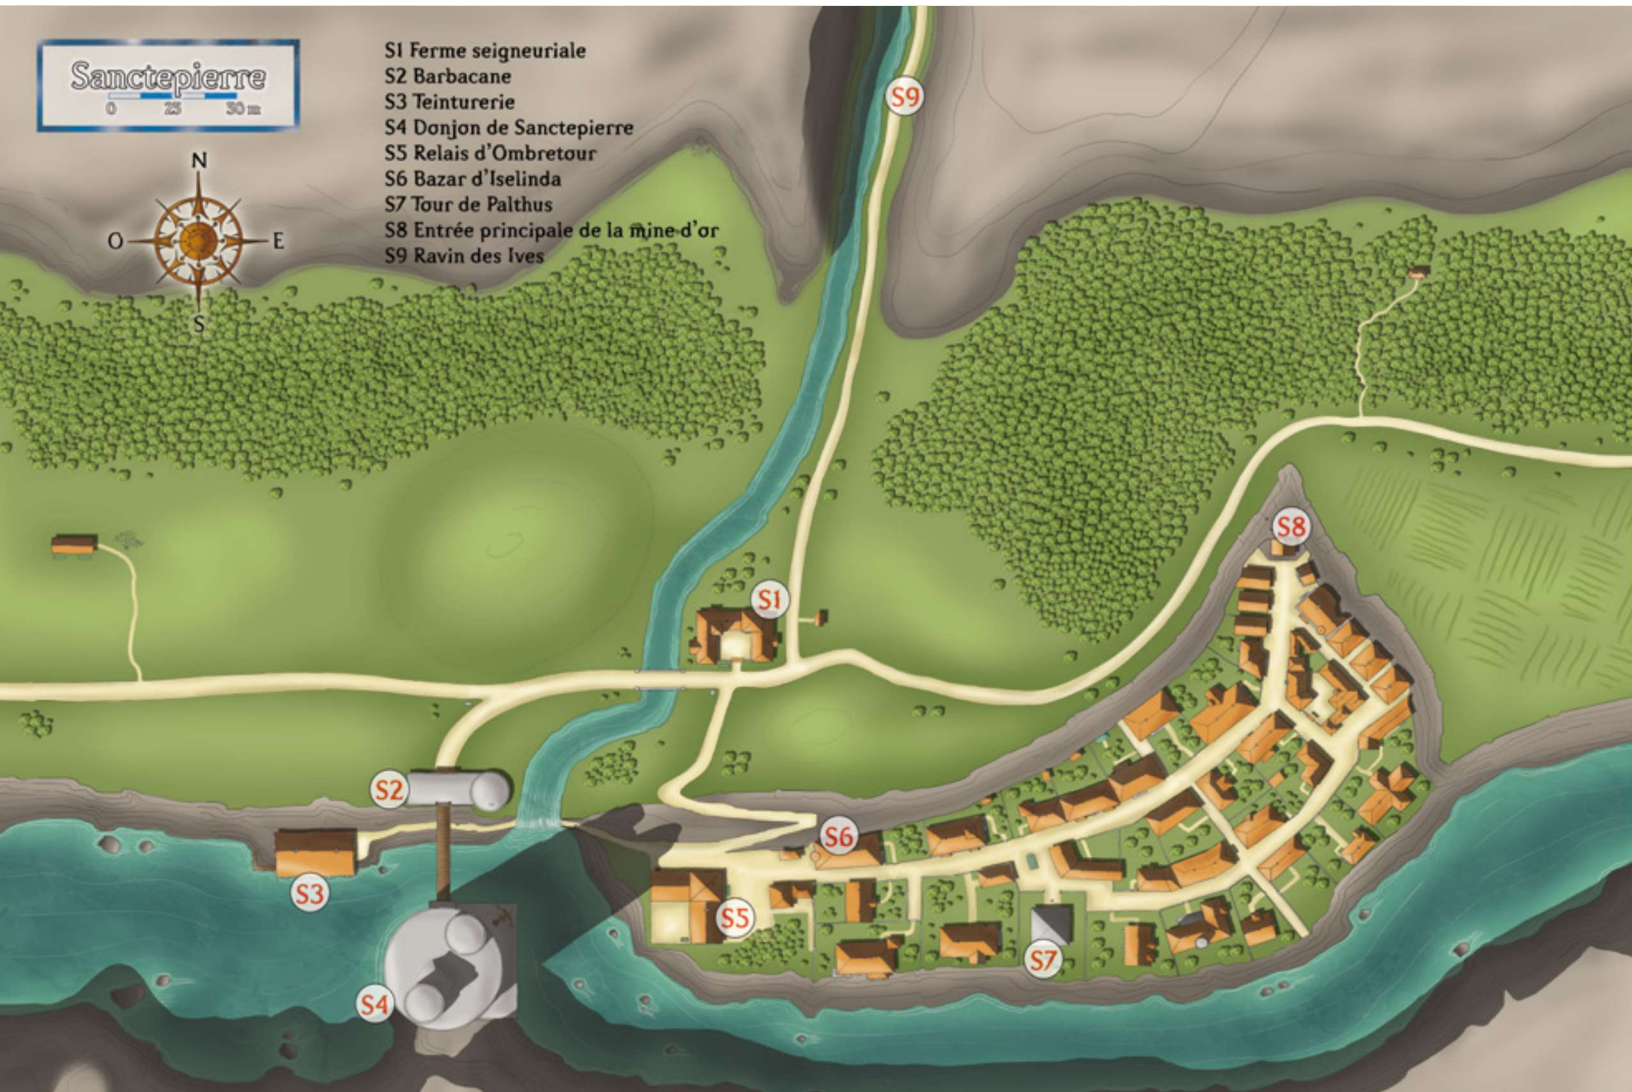 Sanctepierre
0 25 50 m
S1 Ferme seigneuriale
S2 Barbacane
S3 Teinturerie
S4 Donjon de Sanctepierre
S5 Relais d'Ombretour
S6 Bazar d'Iselinda
S7 Tour de Palthus
S8 Entrée principale de la mine d'or
S9 Ravin des Ives
N
O
E
S
S9
S8
S1
S2
S6
S3
S5
S7
S4